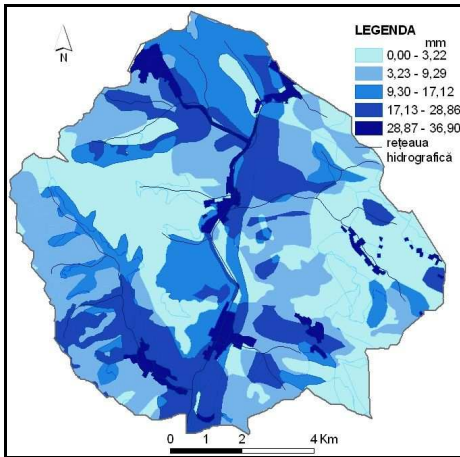 N
LEGENDA
mm
0,00 - 3,22
3,23 - 9,29
9,30 - 17,12
17,13 - 28,86
28,87 - 36,90
rețeaua
hidrografică
0 1 2 4 Km